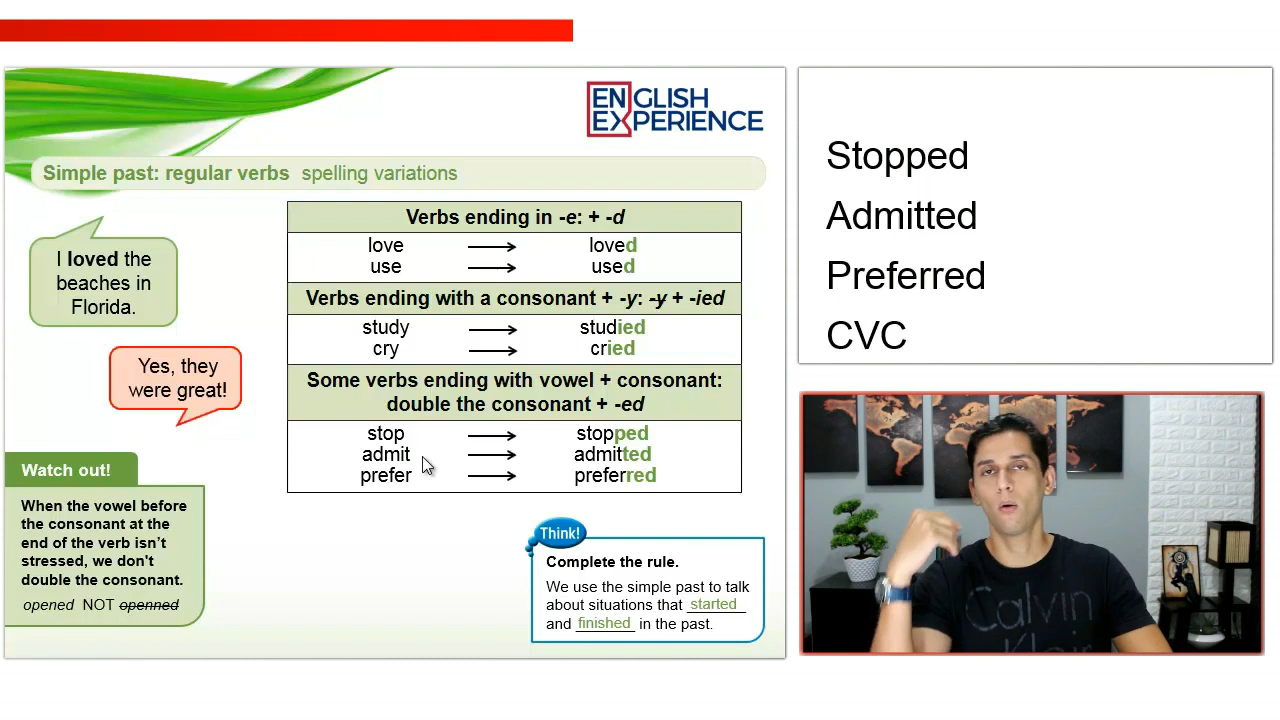 ENGLISH
EXPERIENCE
Simple past: regular verbs spelling variations
I loved the
beaches in
Florida.
Yes, they
were great!
Watch out!
When the vowel before
the consonant at the
end of the verb isn't
stressed, we don't
double the consonant.
opened NOT openned
Verbs ending in -e: + -d
love → loved
use → used
Verbs ending with a consonant + -y: -y + -ied
study → studied
cry → cried
Some verbs ending with vowel + consonant:
double the consonant + -ed
stop → stopped
admit → admitted
prefer → preferred
Think!
Complete the rule.
We use the simple past to talk
about situations that started
and finished in the past.
Stopped
Admitted
Preferred
CVC
Calvin
Klein